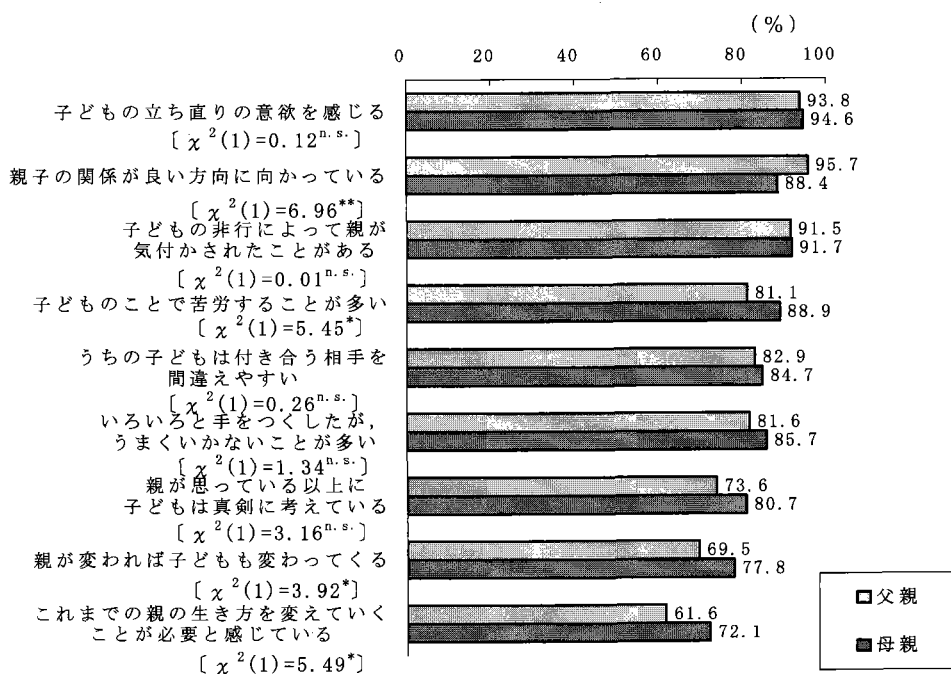 (%)
0 20 40 60 80 100
子どもの立ち直りの意欲を感じる 93.8
94.6
〔χ²(1)=0.12ⁿ·ˢ·〕
親子の関係が良い方向に向かっている 95.7
88.4
〔χ²(1)=6.96**〕
子どもの非行によって親が 91.5
気付かされたことがある 91.7
〔χ²(1)=0.01ⁿ·ˢ·〕
子どものことで苦労することが多い 81.1
88.9
〔χ²(1)=5.45*〕
うちの子どもは付き合う相手を 82.9
間違えやすい 84.7
〔χ²(1)=0.26ⁿ·ˢ·〕
いろいろと手をつくしたが, 81.6
うまくいかないことが多い 85.7
〔χ²(1)=1.34ⁿ·ˢ·〕
親が思っている以上に 73.6
子どもは真剣に考えている 80.7
〔χ²(1)=3.16ⁿ·ˢ·〕
親が変われば子どもも変わってくる 69.5
77.8
〔χ²(1)=3.92*〕
これまでの親の生き方を変えていく 61.6
ことが必要と感じている 72.1
〔χ²(1)=5.49*〕
父親
母親